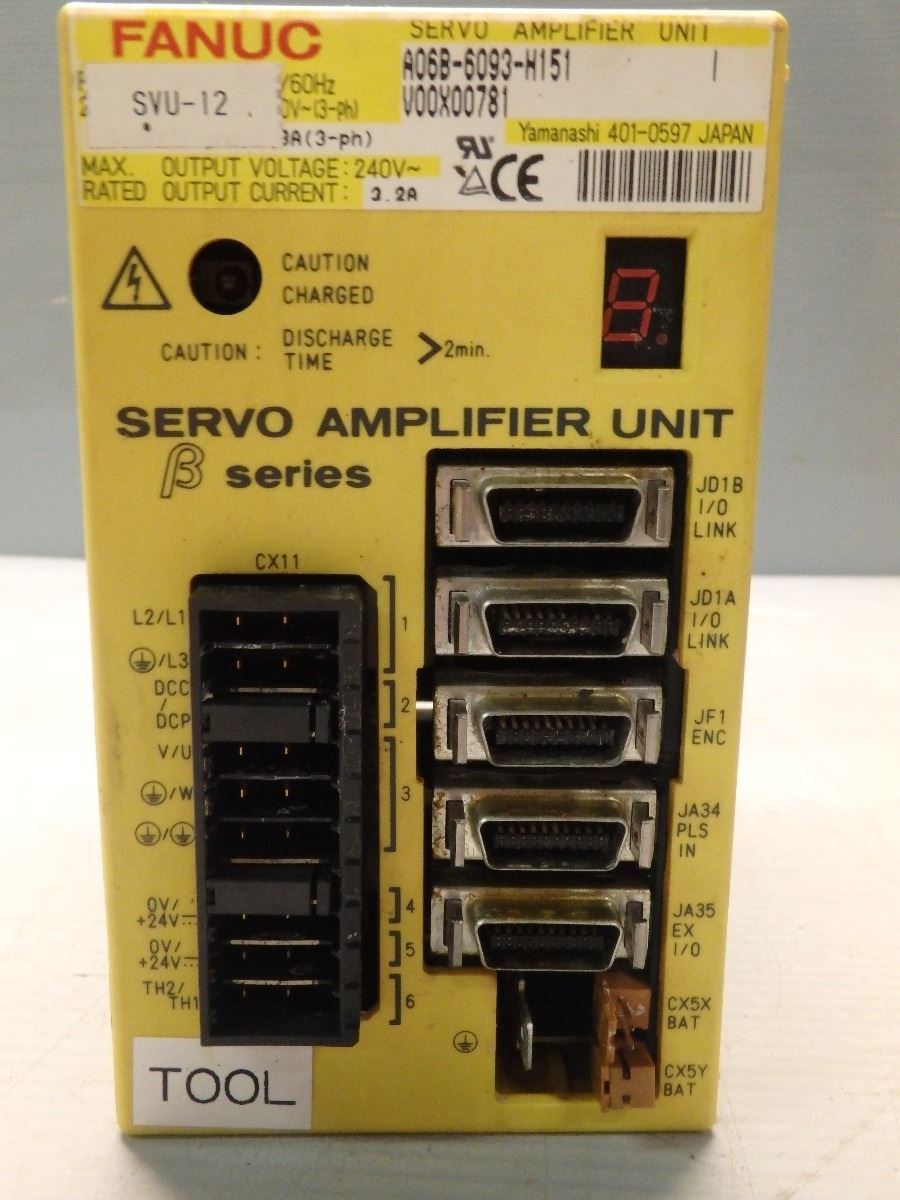 FANUC
SERVO AMPLIFIER UNIT
A06B-6093-H151
V00X00781
/60Hz
SVU-12
0V~(3-ph)
Yamanashi 401-0597 JAPAN
A(3-ph)
MAX. OUTPUT VOLTAGE: 240V~
RATED OUTPUT CURRENT: 3.2A
CE
CAUTION
CHARGED
CAUTION: DISCHARGE
TIME
>2min.
SERVO AMPLIFIER UNIT
β series
JD1B
I/O
LINK
CX11
L2/L1
1
JD1A
I/O
LINK
/L3
DCC
/
DCP
2
JF1
ENC
V/U
/W
3
/
JA34
PLS
IN
0V/
+24V
4
JA35
EX
I/O
0V/
+24V
5
TH2/
TH1
6
CX5X
BAT
CX5Y
BAT
TOOL